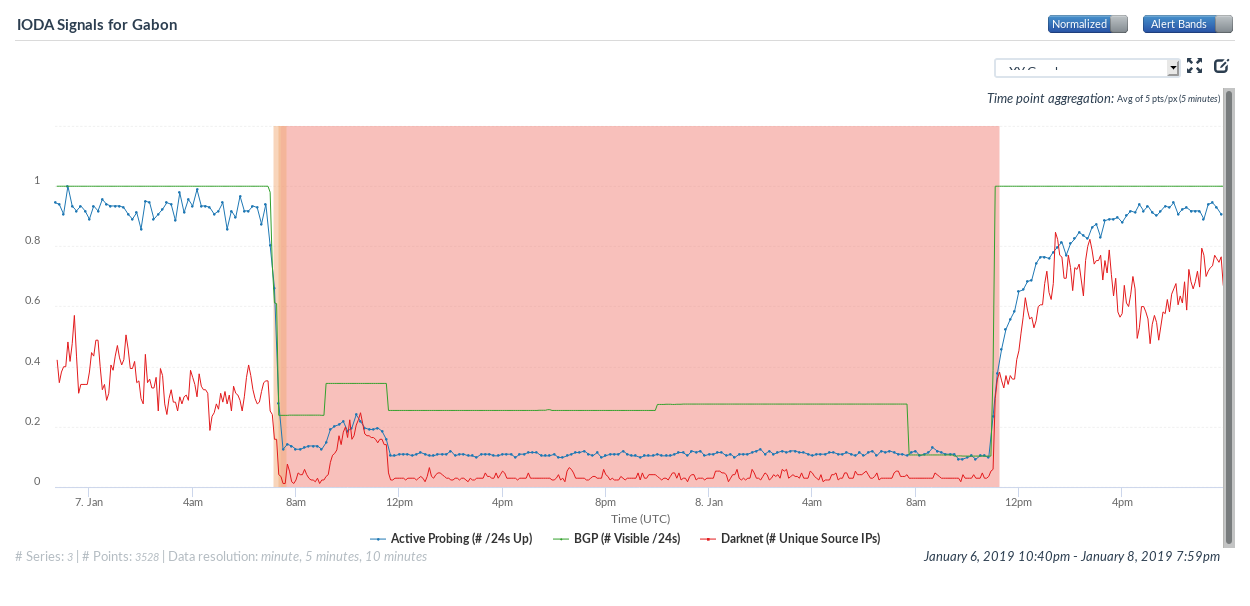 IODA Signals for Gabon
Normalized
Alert Bands
Time point aggregation: Avg of 5 pts/px (5 minutes)
1
0.8
0.6
0.4
0.2
0
7. Jan 4am 8am 12pm 4pm 8pm 8. Jan 4am 8am 12pm 4pm
Time (UTC)
Active Probing (# /24s Up) BGP (# Visible /24s) Darknet (# Unique Source IPs)
# Series: 3 | # Points: 3528 | Data resolution: minute, 5 minutes, 10 minutes
January 6, 2019 10:40pm - January 8, 2019 7:59pm